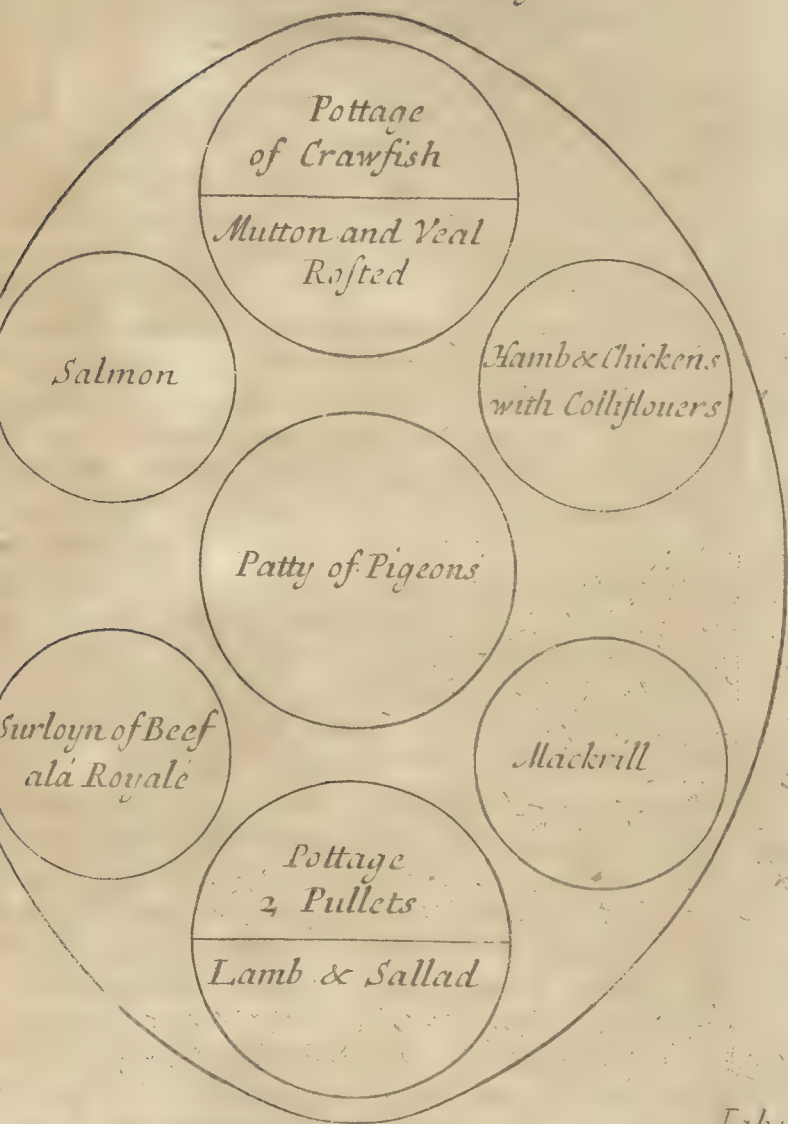 Pottage
of Crawfish
Mutton and Veal
Roſted
Salmon
Hamb & Chickens
with Colliflouers
Patty of Pigeons
Surloyn of Beef
alá Royale
Mackrill
Pottage
2 Pullets
Lamb & Sallad